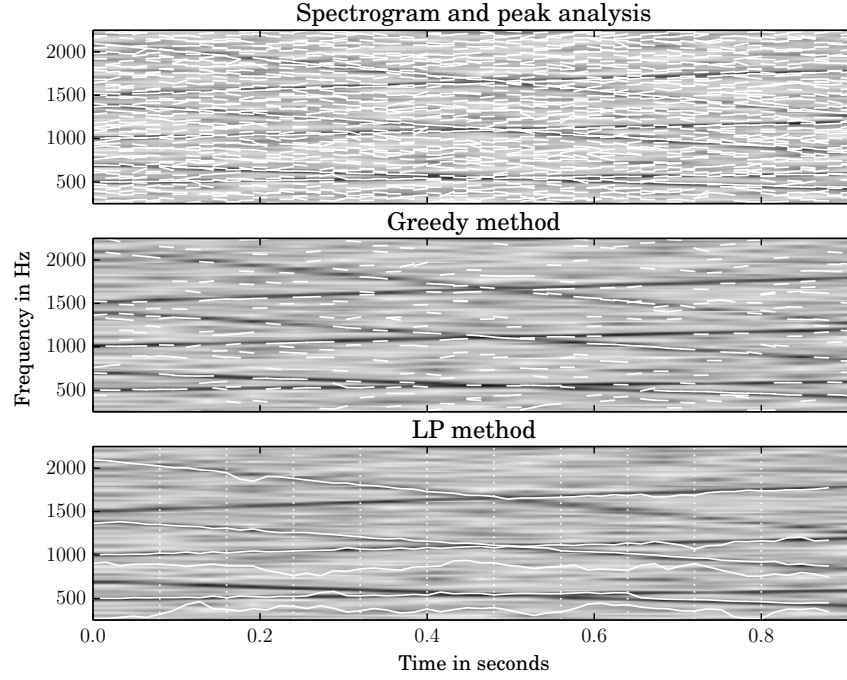 Spectrogram and peak analysis
2000
1500
1000
500
Greedy method
2000
1500
1000
500
Frequency in Hz
LP method
2000
1500
1000
500
0.0 0.2 0.4 0.6 0.8
Time in seconds